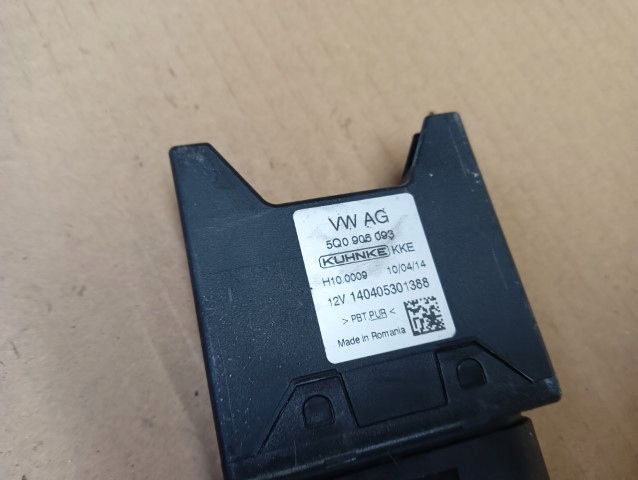 VW AG
5Q0 906 093
KUHNKE KKE
H10.0009 10/04/14
12V 140405301388
> PBT PUR <
Made in Romania